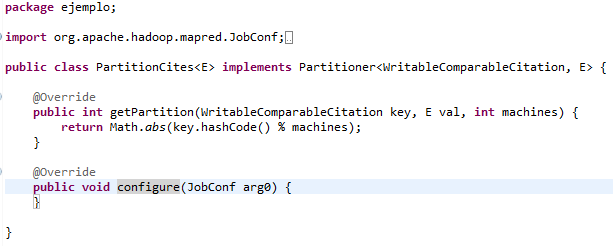 package ejemplo;
import org.apache.hadoop.mapred.JobConf;
public class PartitionCites<E> implements Partitioner<WritableComparableCitation, E> {
@Override
public int getPartition(WritableComparableCitation key, E val, int machines) {
return Math.abs(key.hashCode() % machines);
}
@Override
public void configure(JobConf arg0) {
}
}